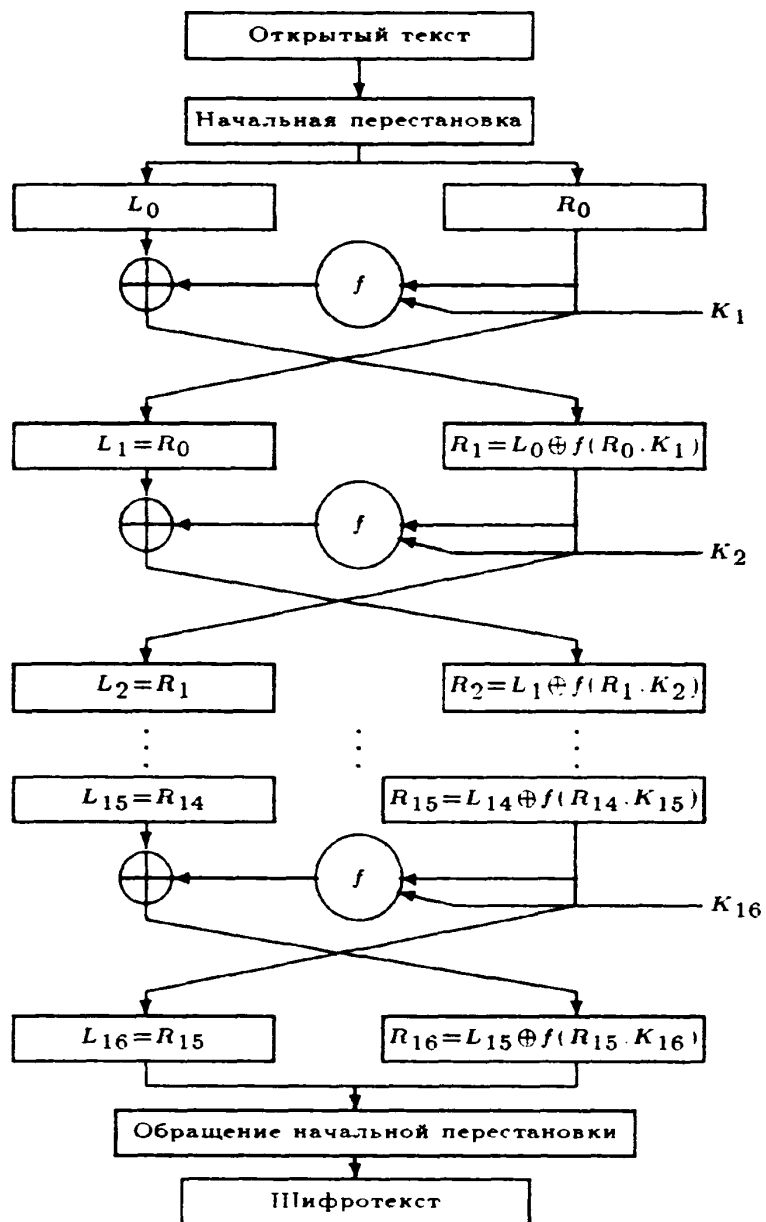 Открытый текст
Начальная перестановка
L₀
R₀
f
K₁
L₁=R₀
R₁=L₀⊕f(R₀.K₁)
f
K₂
L₂=R₁
R₂=L₁⊕f(R₁.K₂)
L₁₅=R₁₄
R₁₅=L₁₄⊕f(R₁₄.K₁₅)
f
K₁₆
L₁₆=R₁₅
R₁₆=L₁₅⊕f(R₁₅.K₁₆)
Обращение начальной перестановки
Шифротекст